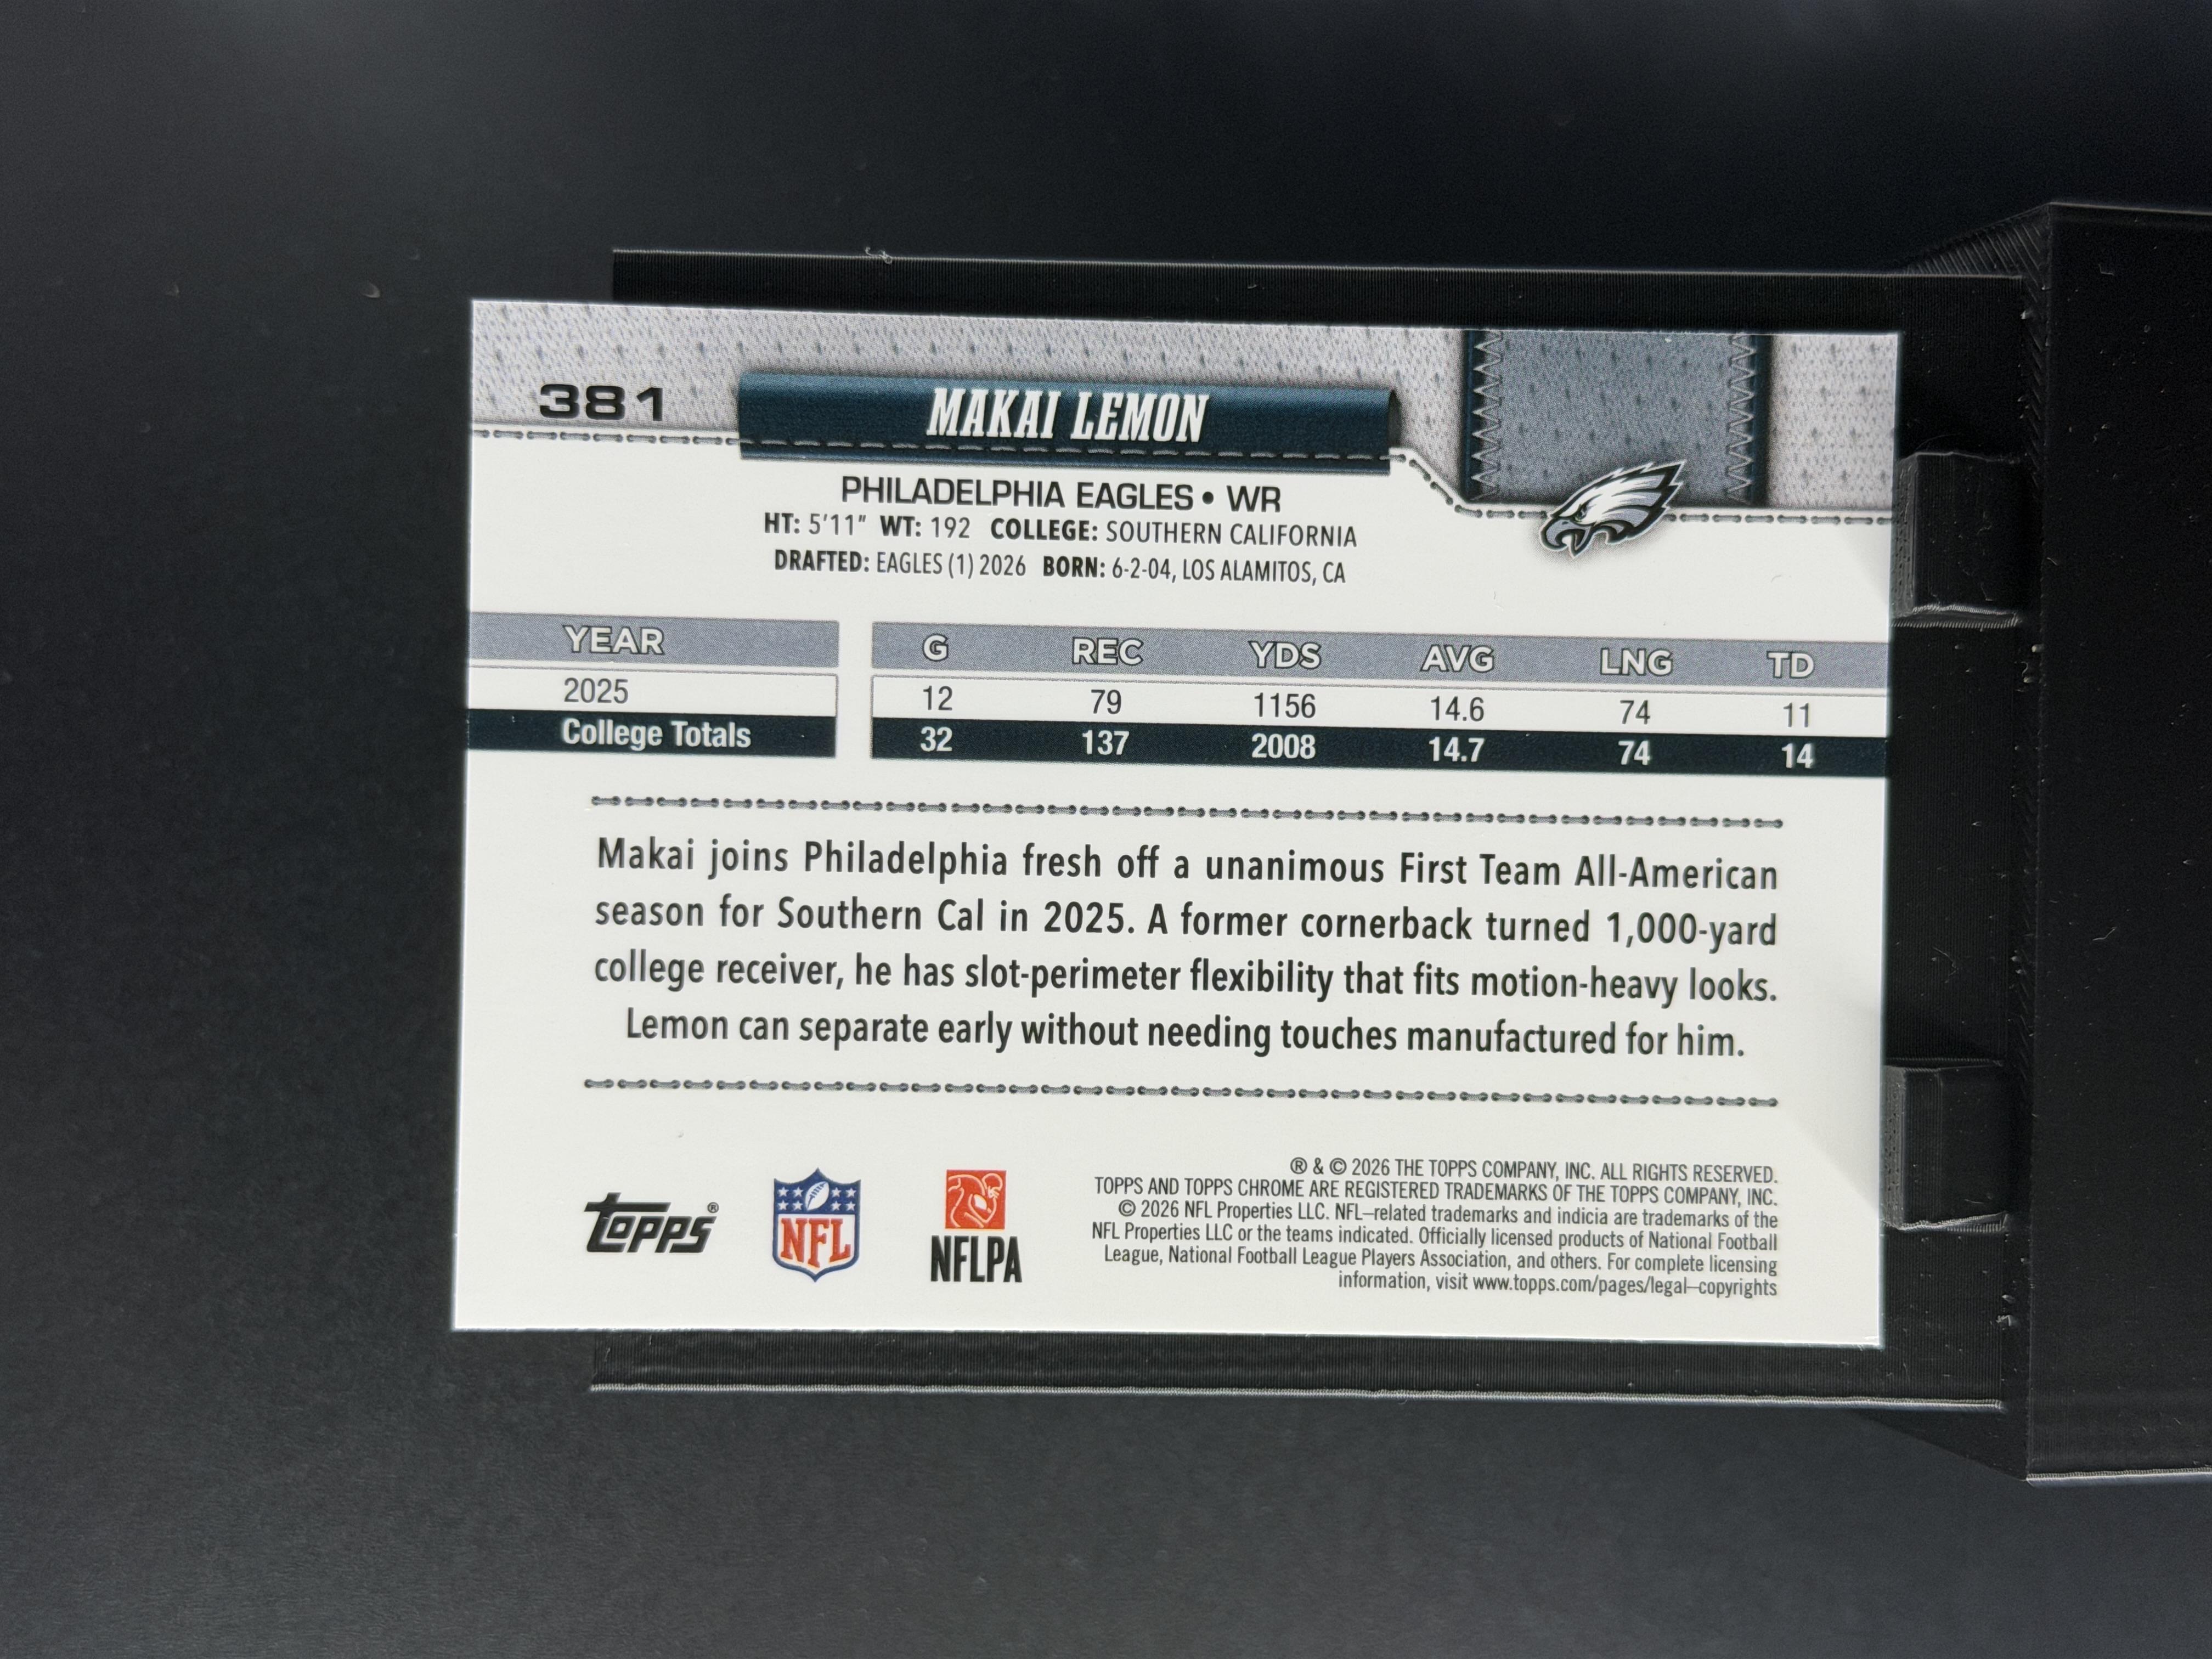 381
MAKAI LEMON
PHILADELPHIA EAGLES • WR
HT: 5'11" WT: 192 COLLEGE: SOUTHERN CALIFORNIA
DRAFTED: EAGLES (1) 2026 BORN: 6-2-04, LOS ALAMITOS, CA
YEAR G REC YDS AVG LNG TD
2025 12 79 1156 14.6 74 11
College Totals 32 137 2008 14.7 74 14
Makai joins Philadelphia fresh off a unanimous First Team All-American
season for Southern Cal in 2025. A former cornerback turned 1,000-yard
college receiver, he has slot-perimeter flexibility that fits motion-heavy looks.
Lemon can separate early without needing touches manufactured for him.
topps®
NFL
NFLPA
® & © 2026 THE TOPPS COMPANY, INC. ALL RIGHTS RESERVED.
TOPPS AND TOPPS CHROME ARE REGISTERED TRADEMARKS OF THE TOPPS COMPANY, INC.
© 2026 NFL Properties LLC. NFL-related trademarks and indicia are trademarks of the
NFL Properties LLC or the teams indicated. Officially licensed products of National Football
League, National Football League Players Association, and others. For complete licensing
information, visit www.topps.com/pages/legal-copyrights